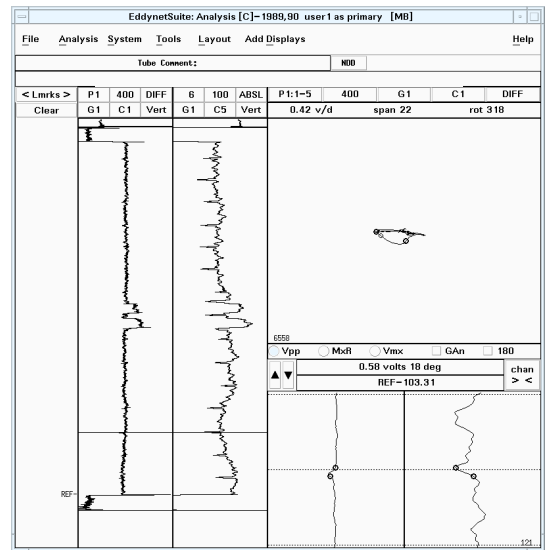 EddynetSuite: Analysis [C]-1989,90 user1 as primary [MB]
File Analysis System Tools Layout Add Displays Help
Tube Comment: NDD
< Lmrks > P1 400 DIFF 6 100 ABSL P1:1-5 400 G1 C1 DIFF
Clear G1 C1 Vert G1 C5 Vert 0.42 v/d span 22 rot 318
6558
Vpp MxR Vmx GAn 180
0.58 volts 18 deg chan
REF-103.31 > <
REF-
121